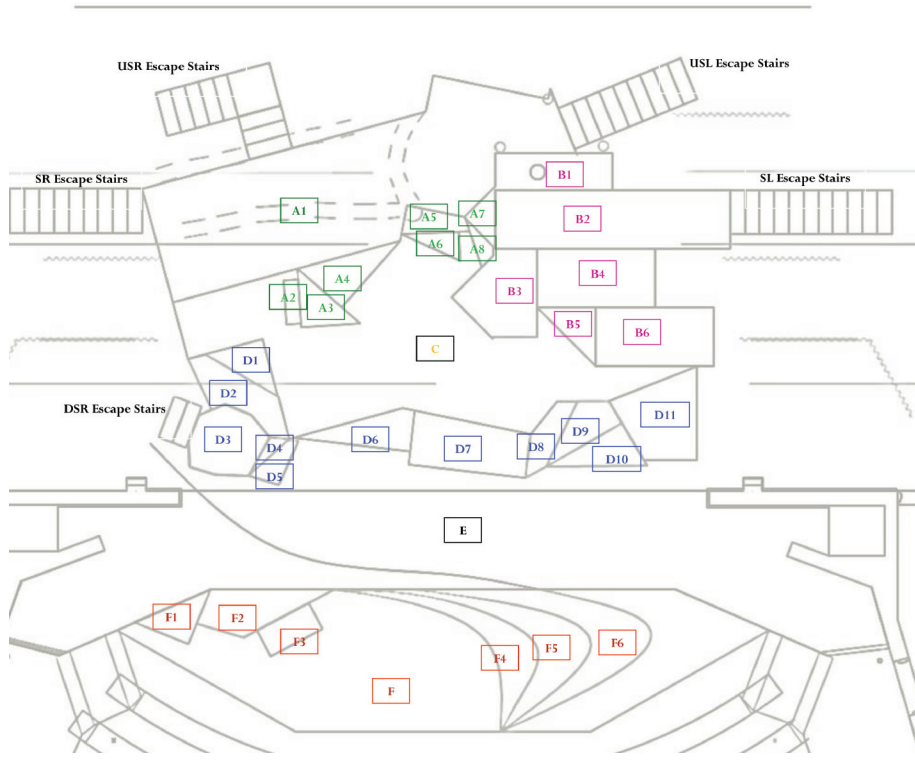 USL Escape Stairs
USR Escape Stairs
B1
SR Escape Stairs
SL Escape Stairs
A1
A5
A7
B2
A6
A8
A4
B4
A2
A3
B3
B5
B6
C
D1
D2
DSR Escape Stairs
D11
D3
D4
D6
D7
D8
D9
D10
D5
E
F1
F2
F3
F4
F5
F6
F